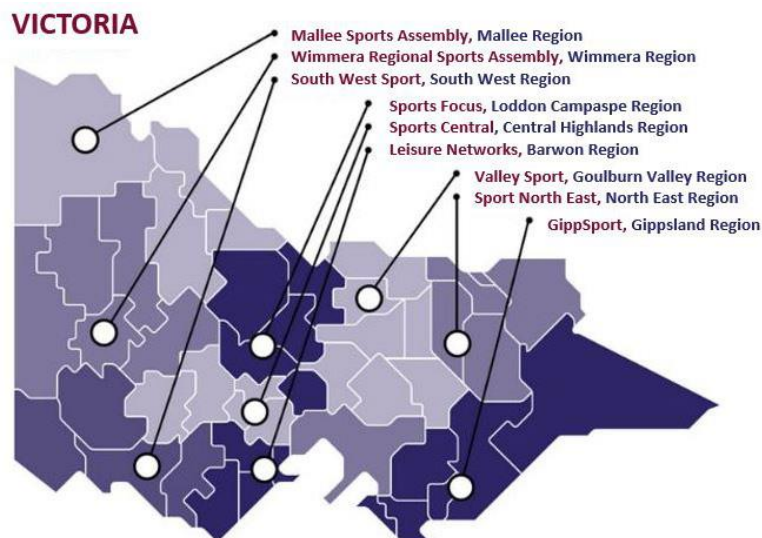 VICTORIA
Mallee Sports Assembly, Mallee Region
Wimmera Regional Sports Assembly, Wimmera Region
South West Sport, South West Region
Sports Focus, Loddon Campaspe Region
Sports Central, Central Highlands Region
Leisure Networks, Barwon Region
Valley Sport, Goulburn Valley Region
Sport North East, North East Region
GippSport, Gippsland Region